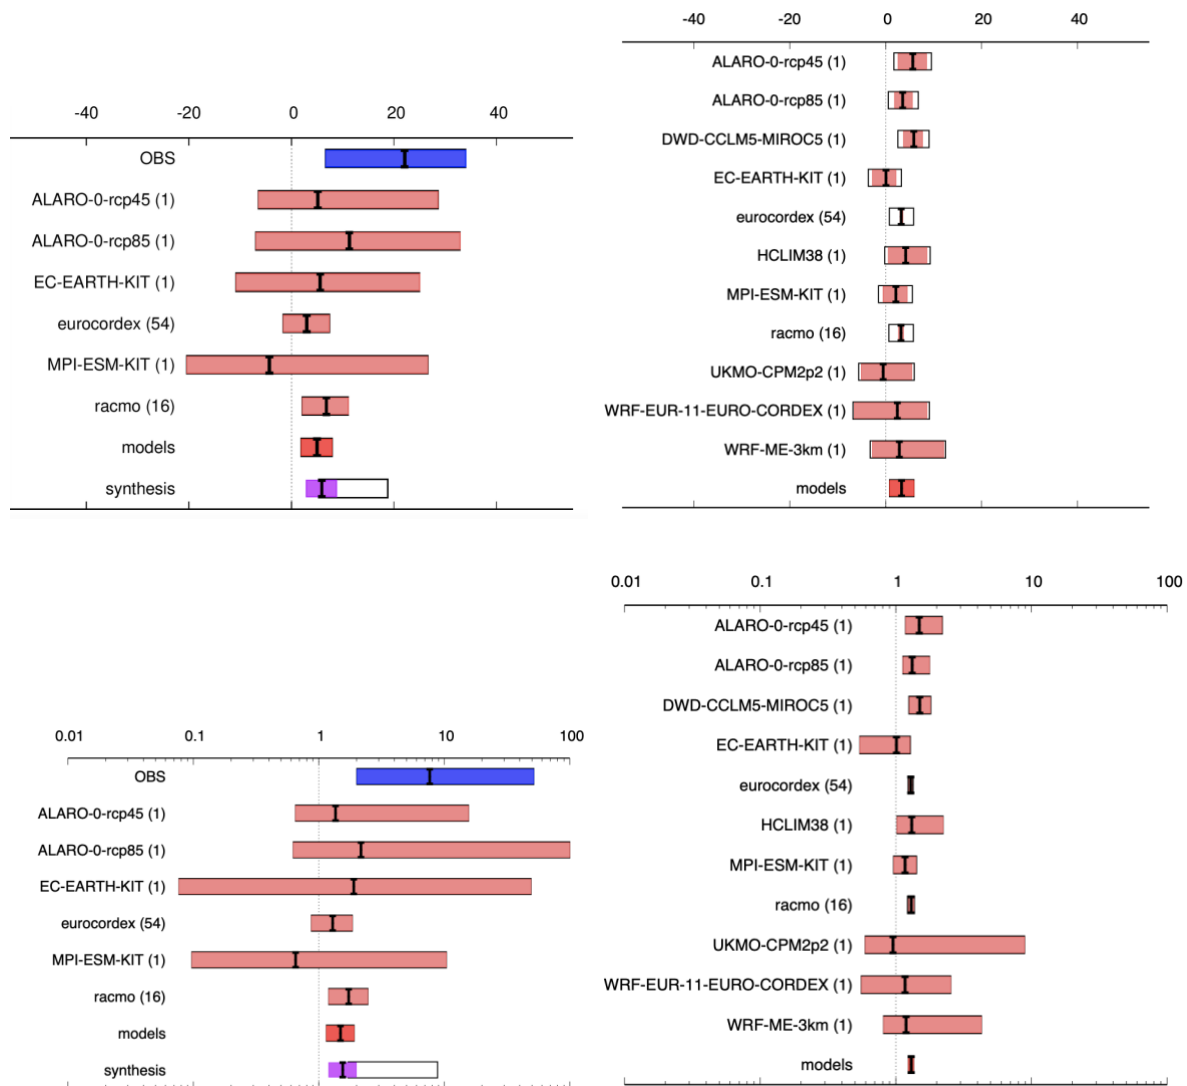 -40 -20 0 20 40
OBS
ALARO-0-rcp45 (1)
ALARO-0-rcp85 (1)
EC-EARTH-KIT (1)
eurocordex (54)
MPI-ESM-KIT (1)
racmo (16)
models
synthesis
-40 -20 0 20 40
ALARO-0-rcp45 (1)
ALARO-0-rcp85 (1)
DWD-CCLM5-MIROC5 (1)
EC-EARTH-KIT (1)
eurocordex (54)
HCLIM38 (1)
MPI-ESM-KIT (1)
racmo (16)
UKMO-CPM2p2 (1)
WRF-EUR-11-EURO-CORDEX (1)
WRF-ME-3km (1)
models
0.01 0.1 1 10 100
OBS
ALARO-0-rcp45 (1)
ALARO-0-rcp85 (1)
EC-EARTH-KIT (1)
eurocordex (54)
MPI-ESM-KIT (1)
racmo (16)
models
synthesis
0.01 0.1 1 10 100
ALARO-0-rcp45 (1)
ALARO-0-rcp85 (1)
DWD-CCLM5-MIROC5 (1)
EC-EARTH-KIT (1)
eurocordex (54)
HCLIM38 (1)
MPI-ESM-KIT (1)
racmo (16)
UKMO-CPM2p2 (1)
WRF-EUR-11-EURO-CORDEX (1)
WRF-ME-3km (1)
models